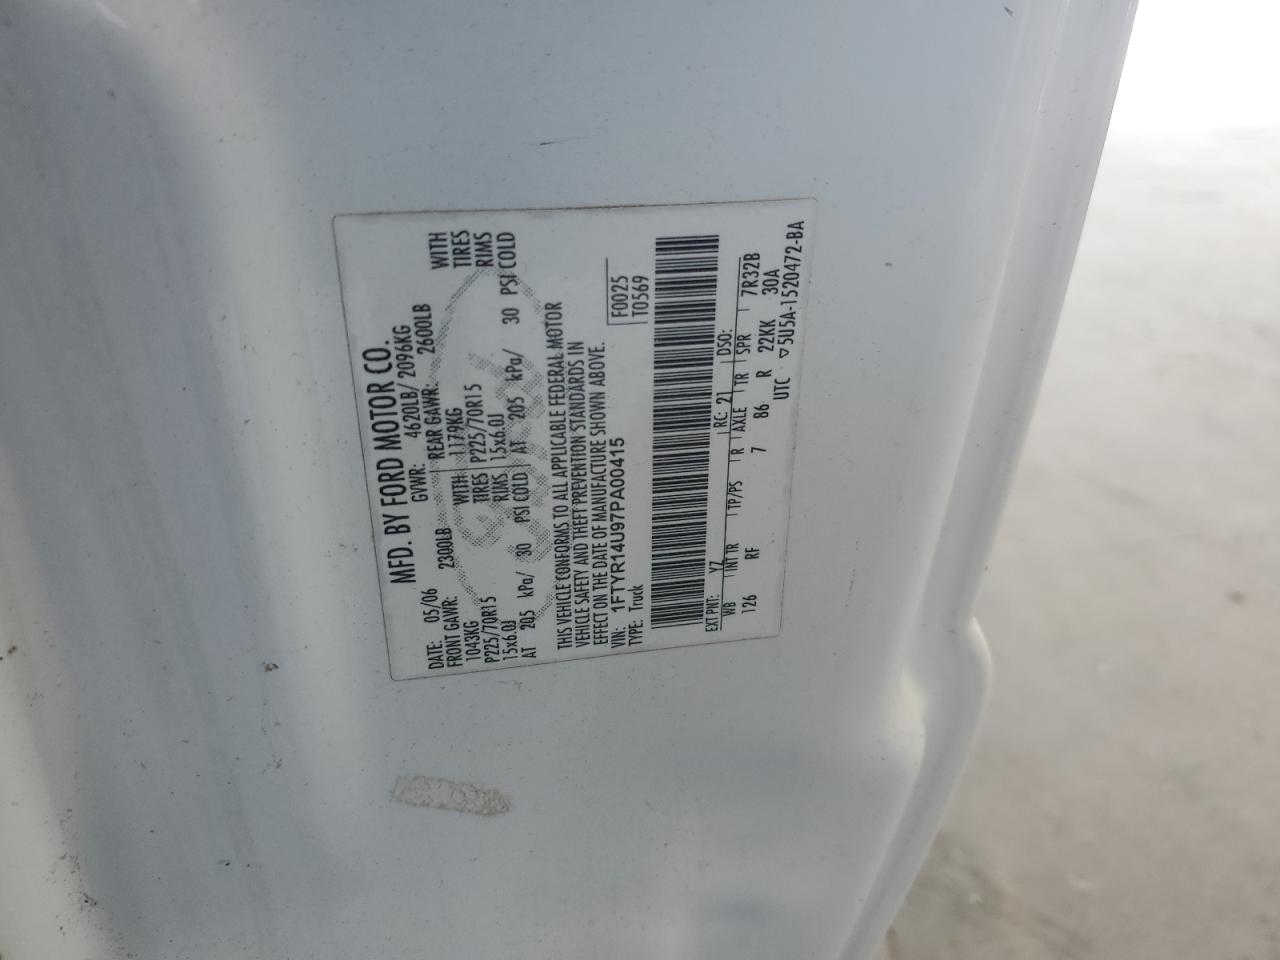 MFD. BY FORD MOTOR CO.
DATE: 05/06 GVWR: 4620LB/ 2096KG
FRONT GAWR: 2300LB REAR GAWR: 2600LB
1043KG WITH 1179KG WITH
P225/70R15 TIRES P225/70R15 TIRES
15x6.0J RIMS 15x6.0J RIMS
AT 205 kPa/ 30 PSI COLD AT 205 kPa/ 30 PSI COLD
THIS VEHICLE CONFORMS TO ALL APPLICABLE FEDERAL MOTOR
VEHICLE SAFETY AND THEFT PREVENTION STANDARDS IN
EFFECT ON THE DATE OF MANUFACTURE SHOWN ABOVE.
VIN: 1FTYR14U97PA00415 F0025
TYPE: Truck T0569
EXT PNT: YZ RC: 21 DSO:
WB INT TR TP/PS R AXLE TR SPR 7R32B
126 RF 7 86 R 22KK 30A
UTC ▽5U5A-1520472-BA